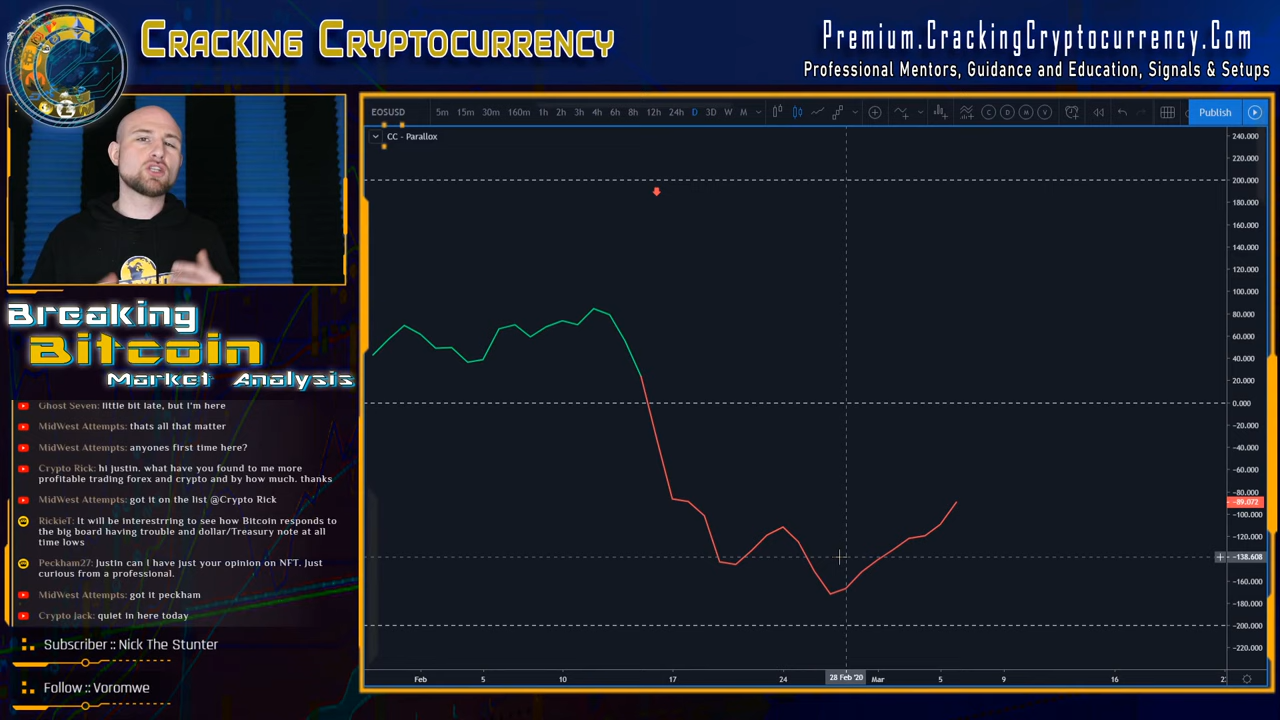 Cracking Cryptocurrency
Premium.CrackingCryptocurrency.Com
Professional Mentors, Guidance and Education, Signals & Setups
EOSUSD 5m 15m 30m 160m 1h 2h 3h 4h 6h 8h 12h 24h D 3D W M C D M V Publish
CC - Parallox
240.000
220.000
200.000
180.000
160.000
140.000
120.000
100.000
80.000
60.000
40.000
20.000
0.000
-20.000
-40.000
-60.000
-80.000
-89.072
-100.000
-120.000
-138.608
-160.000
-180.000
-200.000
-220.000
Feb 5 10 17 24 28 Feb '20 Mar 5 9 16
Breaking
Bitcoin
Market Analysis
Ghost Seven: little bit late, but I'm here
MidWest Attempts: thats all that matter
MidWest Attempts: anyones first time here?
Crypto Rick: hi justin. what have you found to me more
profitable trading forex and crypto and by how much. thanks
MidWest Attempts: got it on the list @Crypto Rick
RickieT: It will be interestrring to see how Bitcoin responds to
the big board having trouble and dollar/Treasury note at all
time lows
Peckham27: Justin can I have just your opinion on NFT. Just
curious from a professional.
MidWest Attempts: got it peckham
Crypto Jack: quiet in here today
Subscriber :: Nick The Stunter
Follow :: Voromwe